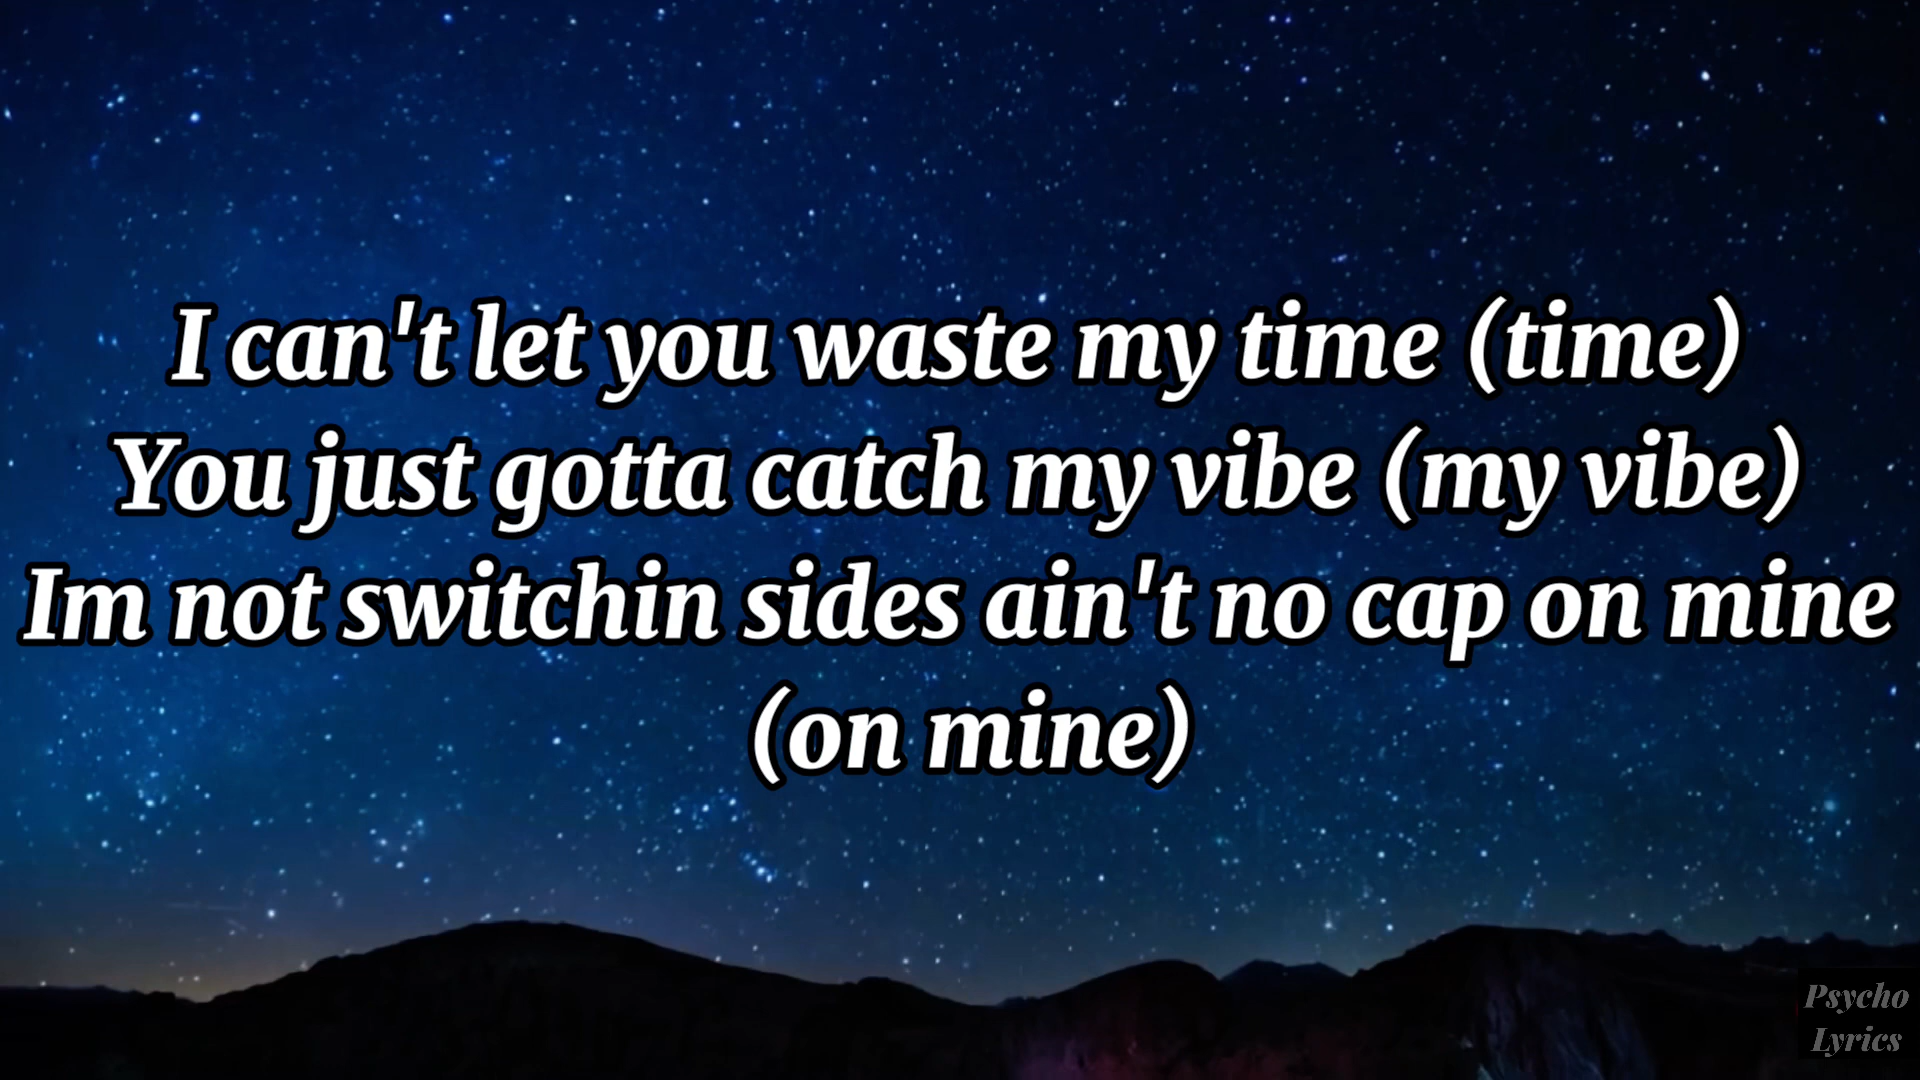 I can't let you waste my time (time)
You just gotta catch my vibe (my vibe)
Im not switchin sides ain't no cap on mine
(on mine)
Psycho
Lyrics